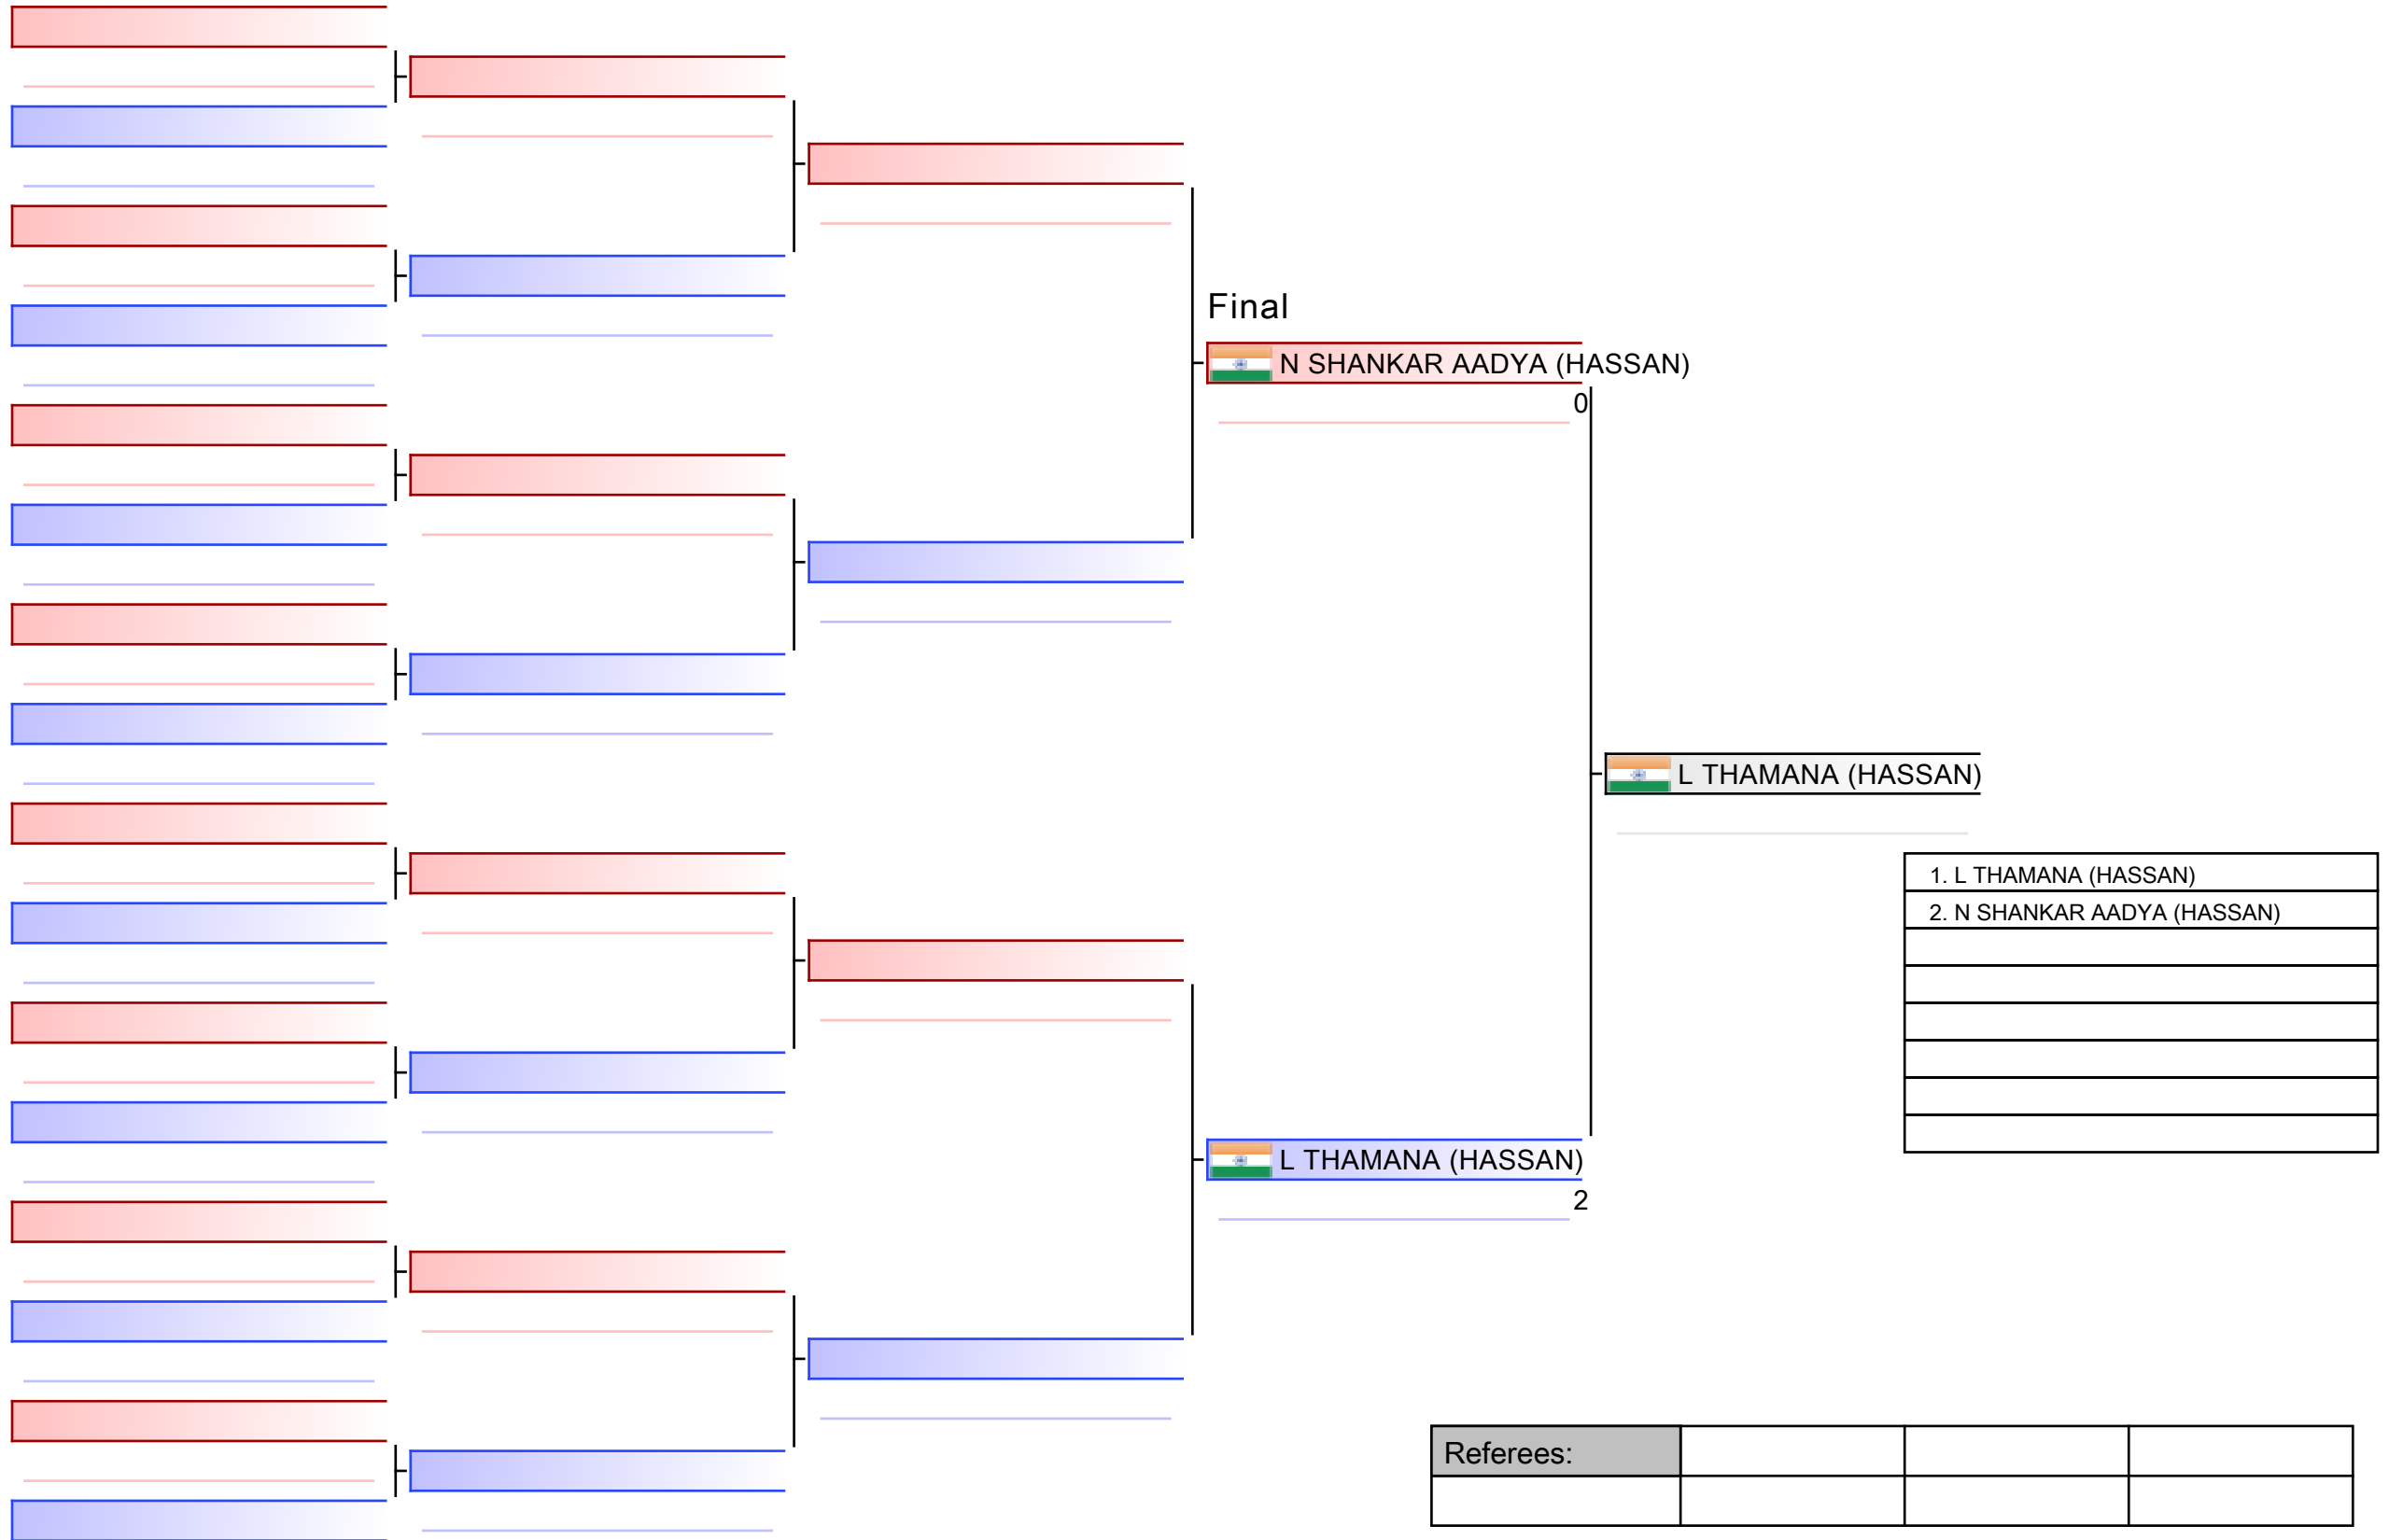 Final
N SHANKAR AADYA (HASSAN)
0
L THAMANA (HASSAN)
1. L THAMANA (HASSAN)
2. N SHANKAR AADYA (HASSAN)
L THAMANA (HASSAN)
2
Referees: